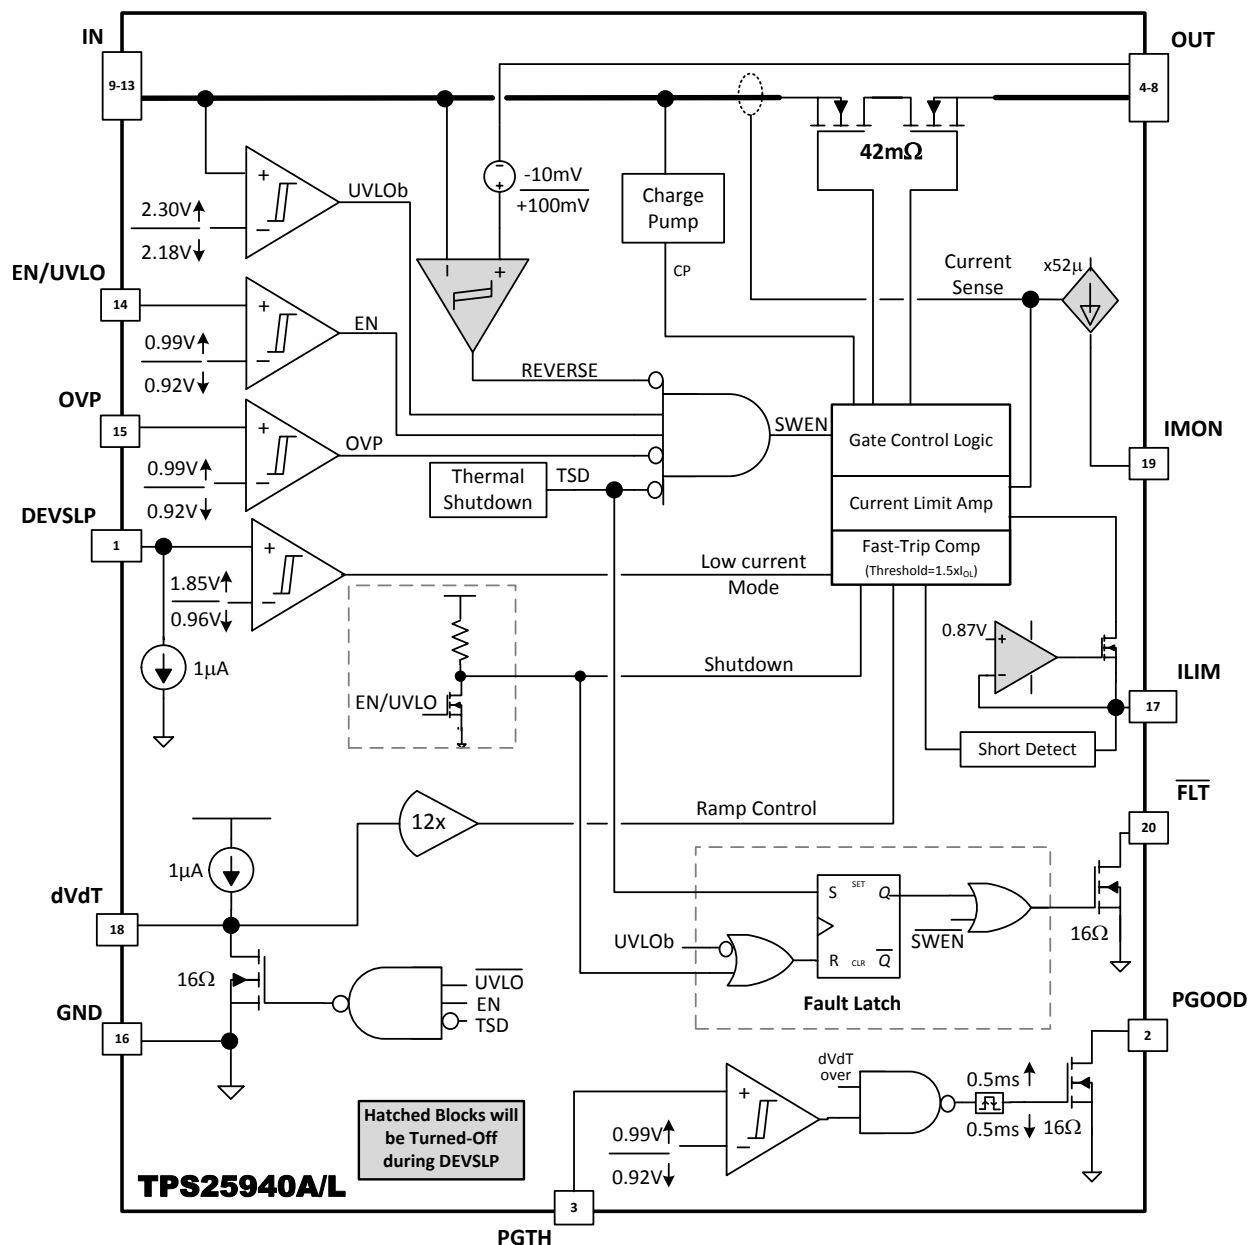 IN
OUT
9-13
4-8
42mΩ
-10mV
+100mV
Charge
Pump
CP
UVLOb
+
−
2.30V
2.18V
Current
Sense
x52μ
EN/UVLO
14
EN
+
−
0.99V
0.92V
− +
REVERSE
OVP
15
OVP
+
−
0.99V
0.92V
SWEN
Gate Control Logic
Current Limit Amp
Fast-Trip Comp
(Threshold=1.5xIOL)
IMON
19
Thermal
Shutdown
TSD
DEVSLP
1
+
−
1.85V
0.96V
Low current
Mode
1μA
EN/UVLO
Shutdown
0.87V
+
−
ILIM
17
Short Detect
12x
Ramp Control
FLT
20
1μA
dVdT
18
16Ω
UVLO
EN
TSD
GND
16
UVLOb
S SET Q
R CLR Q
SWEN
Fault Latch
16Ω
PGOOD
2
dVdT
over
+
−
0.99V
0.92V
0.5ms
0.5ms
16Ω
Hatched Blocks will
be Turned-Off
during DEVSLP
TPS25940A/L
3
PGTH